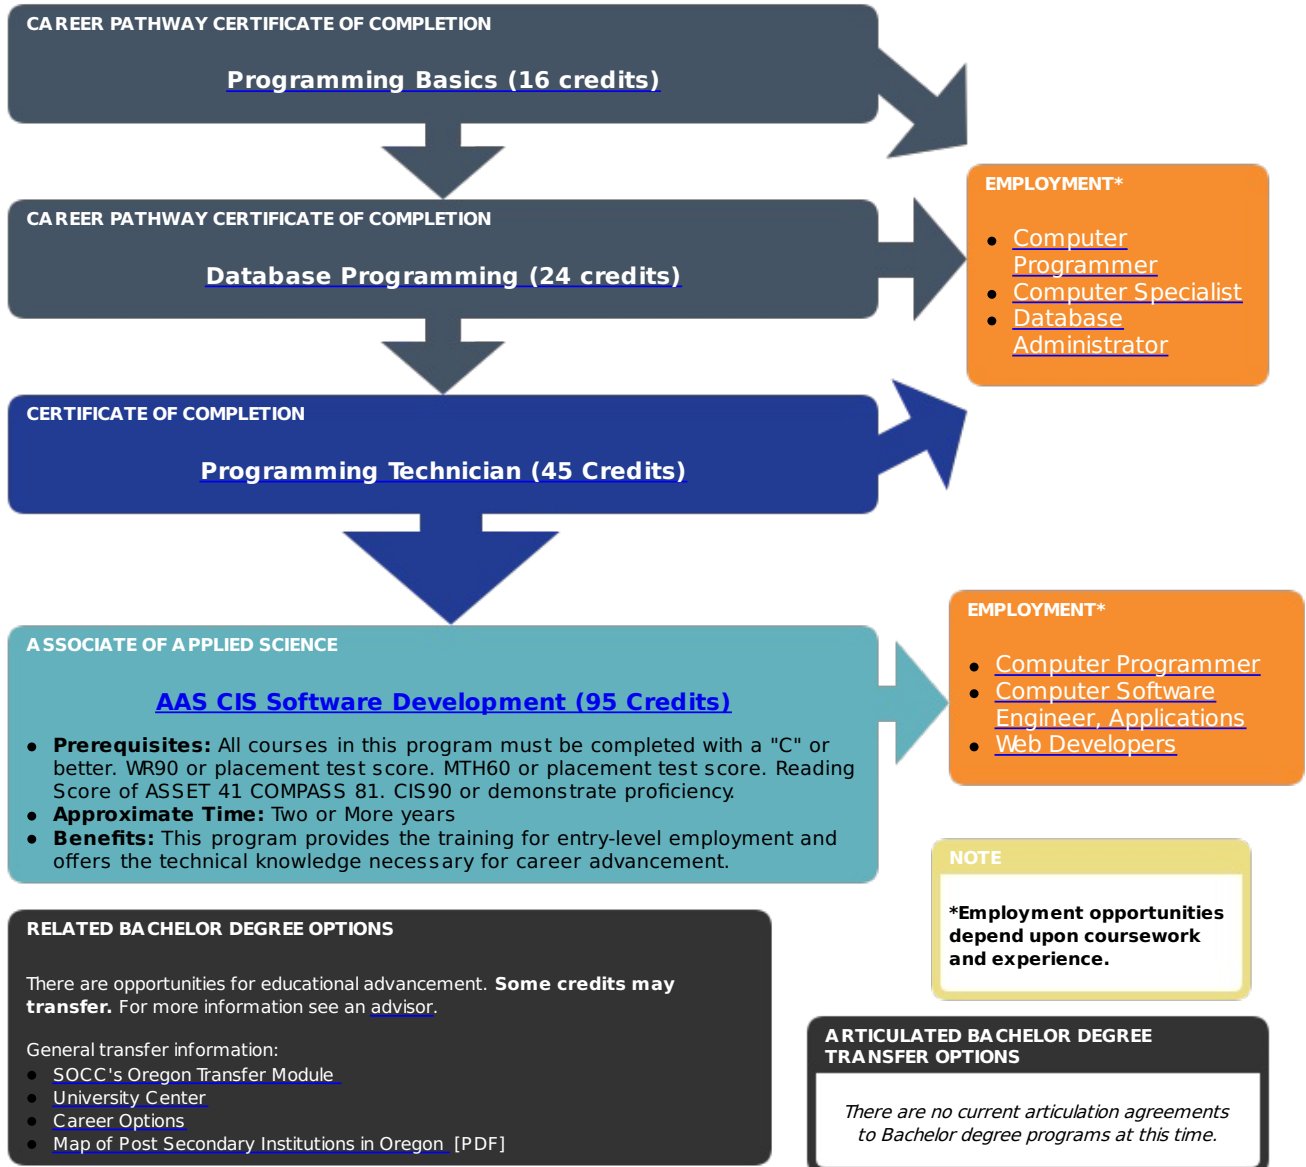 CAREER PATHWAY CERTIFICATE OF COMPLETION
Programming Basics (16 credits)
CAREER PATHWAY CERTIFICATE OF COMPLETION
Database Programming (24 credits)
EMPLOYMENT*
Computer
Programmer
Computer Specialist
Database
Administrator
CERTIFICATE OF COMPLETION
Programming Technician (45 Credits)
ASSOCIATE OF APPLIED SCIENCE
AAS CIS Software Development (95 Credits)
Prerequisites: All courses in this program must be completed with a "C" or
better. WR90 or placement test score. MTH60 or placement test score. Reading
Score of ASSET 41 COMPASS 81. CIS90 or demonstrate proficiency.
Approximate Time: Two or More years
Benefits: This program provides the training for entry-level employment and
offers the technical knowledge necessary for career advancement.
EMPLOYMENT*
Computer Programmer
Computer Software
Engineer, Applications
Web Developers
NOTE
*Employment opportunities
depend upon coursework
and experience.
RELATED BACHELOR DEGREE OPTIONS
There are opportunities for educational advancement. Some credits may
transfer. For more information see an advisor.
General transfer information:
SOCC's Oregon Transfer Module
University Center
Career Options
Map of Post Secondary Institutions in Oregon [PDF]
ARTICULATED BACHELOR DEGREE
TRANSFER OPTIONS
There are no current articulation agreements
to Bachelor degree programs at this time.